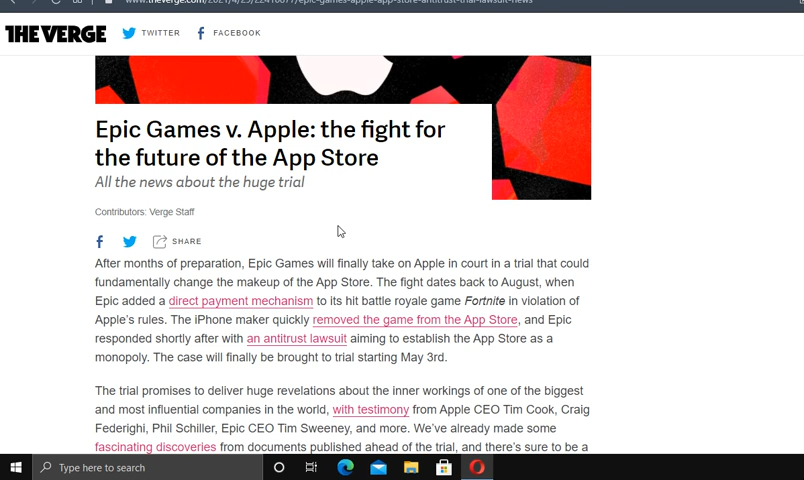 www.theverge.com/2021/4/29/22410077/epic-games-apple-app-store-antitrust-trial-lawsuit-news
THE VERGE TWITTER FACEBOOK
Epic Games v. Apple: the fight for
the future of the App Store
All the news about the huge trial
Contributors: Verge Staff
SHARE
After months of preparation, Epic Games will finally take on Apple in court in a trial that could
fundamentally change the makeup of the App Store. The fight dates back to August, when
Epic added a direct payment mechanism to its hit battle royale game Fortnite in violation of
Apple's rules. The iPhone maker quickly removed the game from the App Store, and Epic
responded shortly after with an antitrust lawsuit aiming to establish the App Store as a
monopoly. The case will finally be brought to trial starting May 3rd.
The trial promises to deliver huge revelations about the inner workings of one of the biggest
and most influential companies in the world, with testimony from Apple CEO Tim Cook, Craig
Federighi, Phil Schiller, Epic CEO Tim Sweeney, and more. We've already made some
fascinating discoveries from documents published ahead of the trial, and there's sure to be a
Type here to search